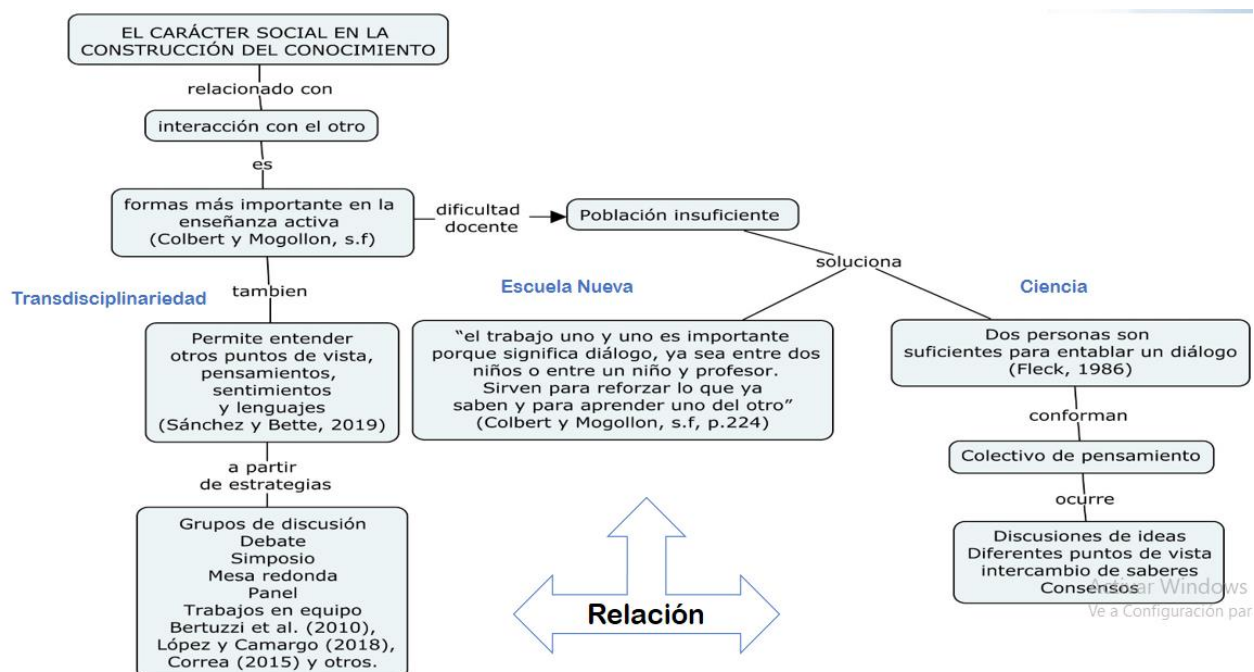 EL CARÁCTER SOCIAL EN LA
CONSTRUCCIÓN DEL CONOCIMIENTO
relacionado con
interacción con el otro
es
formas más importante en la
enseñanza activa
(Colbert y Mogollon, s.f)
dificultad
docente
Población insuficiente
soluciona
Transdisciplinariedad
tambien
Permite entender
otros puntos de vista,
pensamientos,
sentimientos
y lenguajes
(Sánchez y Bette, 2019)
a partir
de estrategias
Grupos de discusión
Debate
Simposio
Mesa redonda
Panel
Trabajos en equipo
Bertuzzi et al. (2010),
López y Camargo (2018),
Correa (2015) y otros.
Escuela Nueva
“el trabajo uno y uno es importante
porque significa diálogo, ya sea entre dos
niños o entre un niño y profesor.
Sirven para reforzar lo que ya
saben y para aprender uno del otro”
(Colbert y Mogollon, s.f, p.224)
Ciencia
Dos personas son
suficientes para entablar un diálogo
(Fleck, 1986)
conforman
Colectivo de pensamiento
ocurre
Discusiones de ideas
Diferentes puntos de vista
intercambio de saberes
Consensos
Relación
Activar Windows
Ve a Configuración par